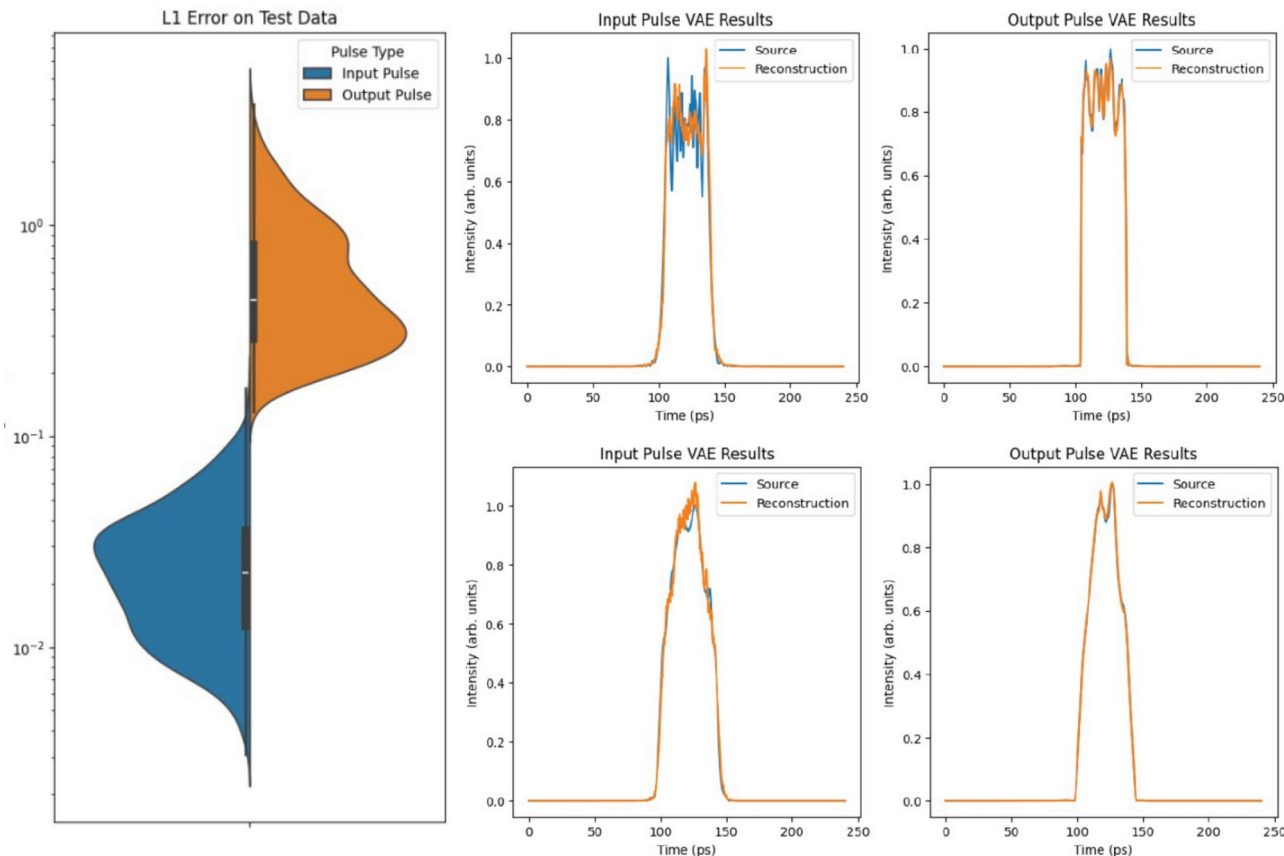 L1 Error on Test Data
Pulse Type
Input Pulse
Output Pulse
10⁰
10⁻¹
10⁻²
Input Pulse VAE Results
Source
Reconstruction
Intensity (arb. units)
1.0
0.8
0.6
0.4
0.2
0.0
0
50
100
150
200
250
Time (ps)
Output Pulse VAE Results
Source
Reconstruction
Intensity (arb. units)
1.0
0.8
0.6
0.4
0.2
0.0
0
50
100
150
200
250
Time (ps)
Input Pulse VAE Results
Source
Reconstruction
Intensity (arb. units)
1.0
0.8
0.6
0.4
0.2
0.0
0
50
100
150
200
250
Time (ps)
Output Pulse VAE Results
Source
Reconstruction
Intensity (arb. units)
1.0
0.8
0.6
0.4
0.2
0.0
0
50
100
150
200
250
Time (ps)